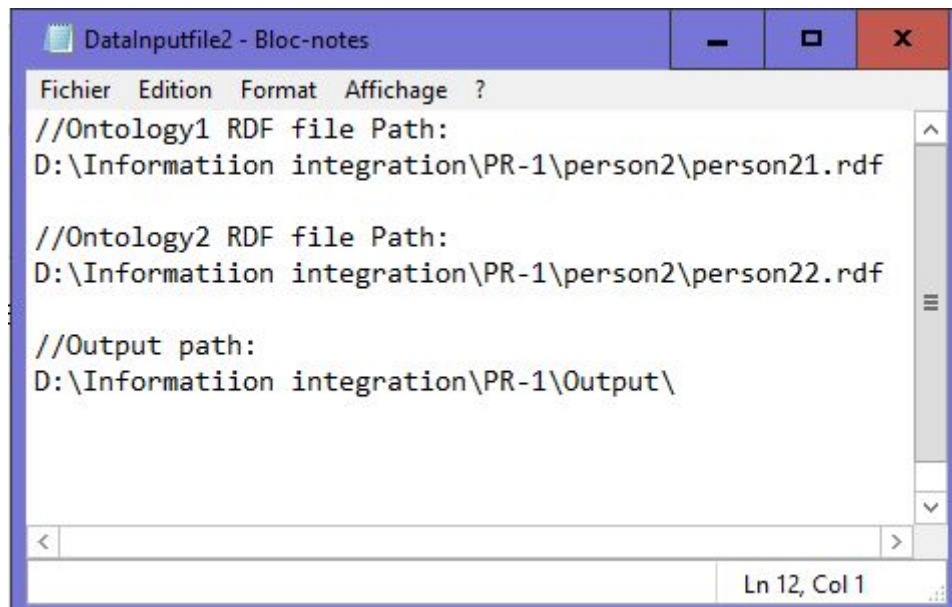 DataInputfile2 - Bloc-notes
Fichier Edition Format Affichage ?
//Ontology1 RDF file Path:
D:\Informatiion integration\PR-1\person2\person21.rdf
//Ontology2 RDF file Path:
D:\Informatiion integration\PR-1\person2\person22.rdf
//Output path:
D:\Informatiion integration\PR-1\Output\
Ln 12, Col 1